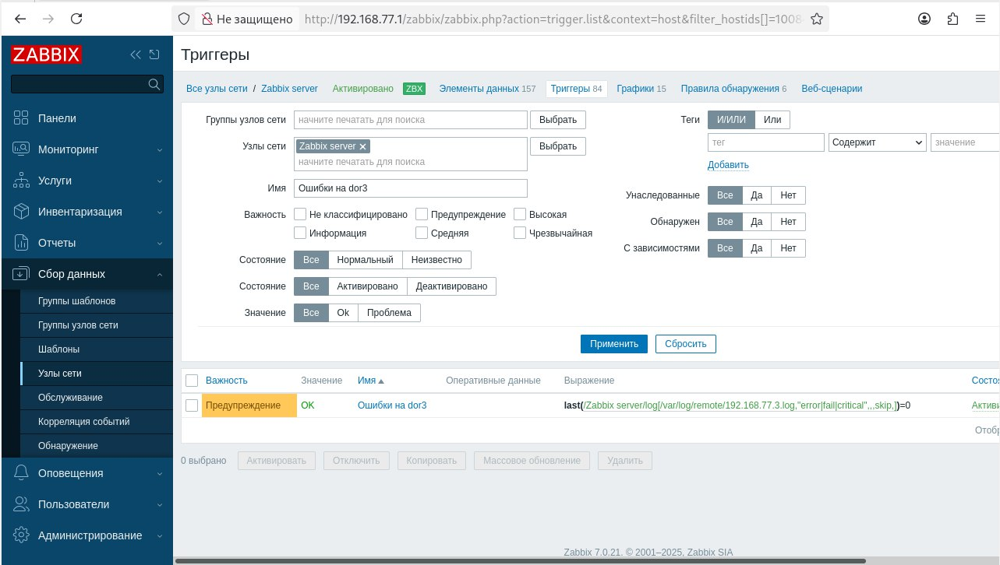 Не защищено http://192.168.77.1/zabbix/zabbix.php?action=trigger.list&context=host&filter_hostids[]=1008
ZABBIX
Панели
Мониторинг
Услуги
Инвентаризация
Отчеты
Сбор данных
Группы шаблонов
Группы узлов сети
Шаблоны
Узлы сети
Обслуживание
Корреляция событий
Обнаружение
Оповещения
Пользователи
Администрирование
Триггеры
Все узлы сети / Zabbix server Активировано ZBX Элементы данных 157 Триггеры 84 Графики 15 Правила обнаружения 6 Веб-сценарии
Группы узлов сети начните печатать для поиска Выбрать
Узлы сети Zabbix server Выбрать
начните печатать для поиска
Имя Ошибки на dor3
Важность Не классифицировано Предупреждение Высокая
Информация Средняя Чрезвычайная
Состояние Все Нормальный Неизвестно
Состояние Все Активировано Деактивировано
Значение Все Ok Проблема
Теги И/ИЛИ Или
тег Содержит значение
Добавить
Унаследованные Все Да Нет
Обнаружен Все Да Нет
С зависимостями Все Да Нет
Применить Сбросить
Важность Значение Имя Оперативные данные Выражение Состоя
Предупреждение OK Ошибки на dor3 last(/Zabbix server/log[/var/log/remote/192.168.77.3.log,"error|fail|critical",,,skip,])=0 Актив
Отобр
0 выбрано Активировать Отключить Копировать Массовое обновление Удалить
Zabbix 7.0.21. © 2001–2025, Zabbix SIA